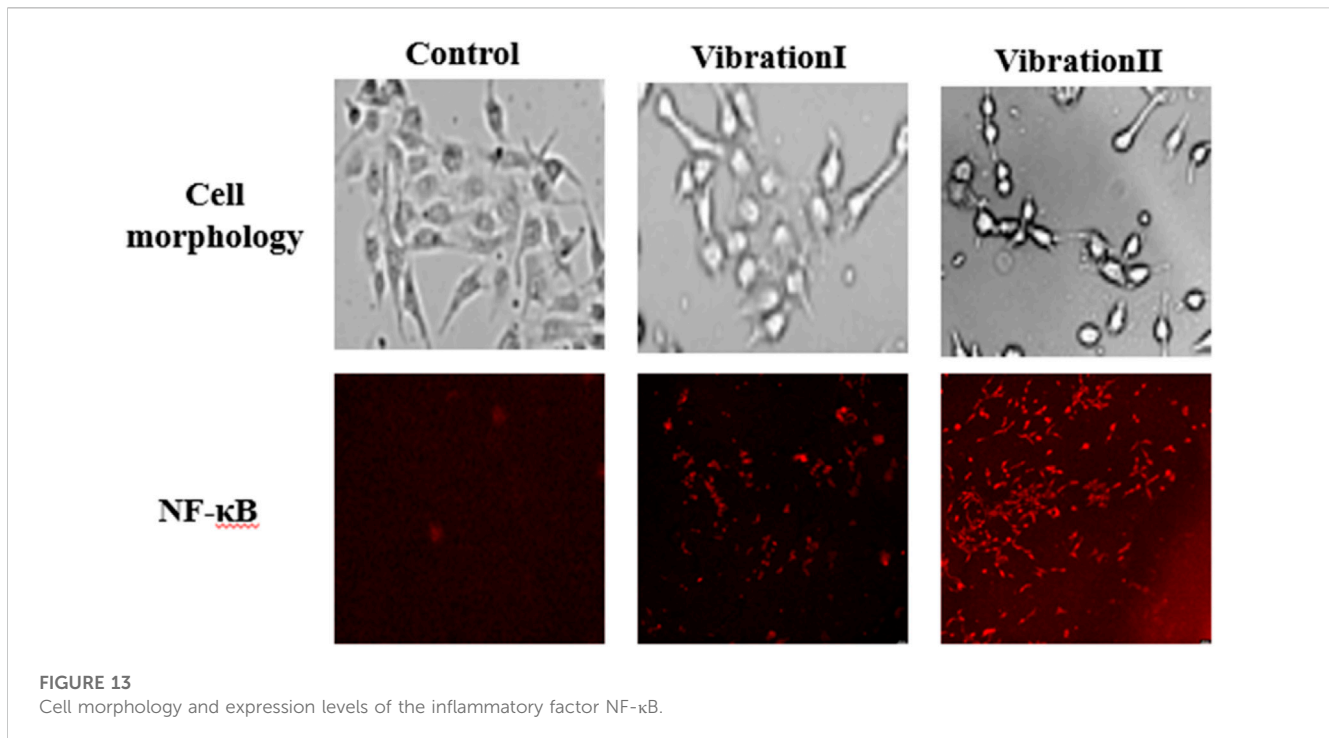 Control
VibrationI
VibrationII
Cell
morphology
NF-κB
FIGURE 13
Cell morphology and expression levels of the inflammatory factor NF-κB.